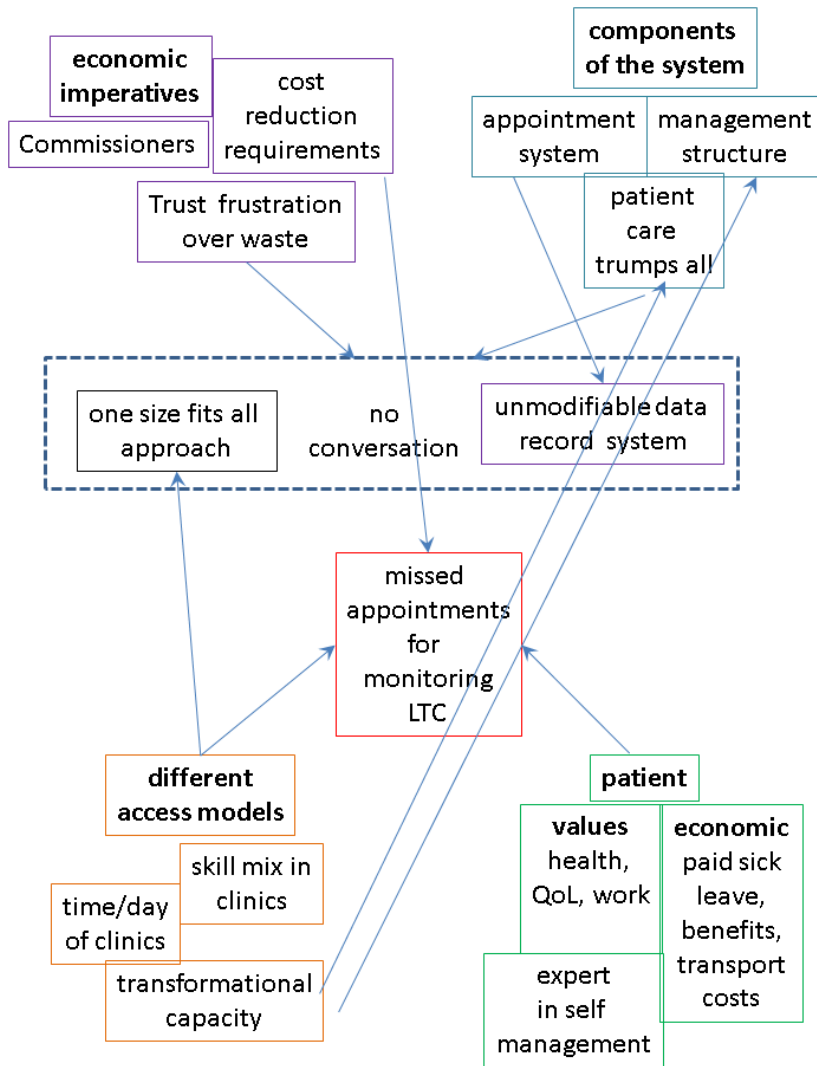 economic
imperatives
cost
reduction
requirements
Commissioners
Trust frustration
over waste
components
of the system
appointment
system
management
structure
patient
care
trumps all
one size fits all
approach
no
conversation
unmodifiable data
record system
missed
appointments
for
monitoring
LTC
different
access models
skill mix in
clinics
time/day
of clinics
transformational
capacity
patient
values
health,
QoL, work
economic
paid sick
leave,
benefits,
transport
costs
expert
in self
management